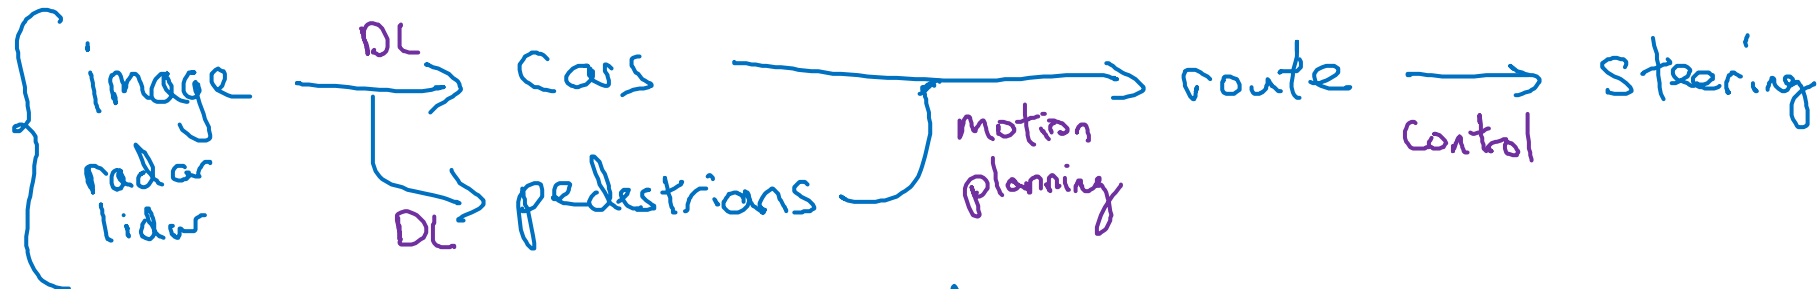 DL
image
cars
route
steering
radar
lidar
DL
pedestrians
motion
planning
control